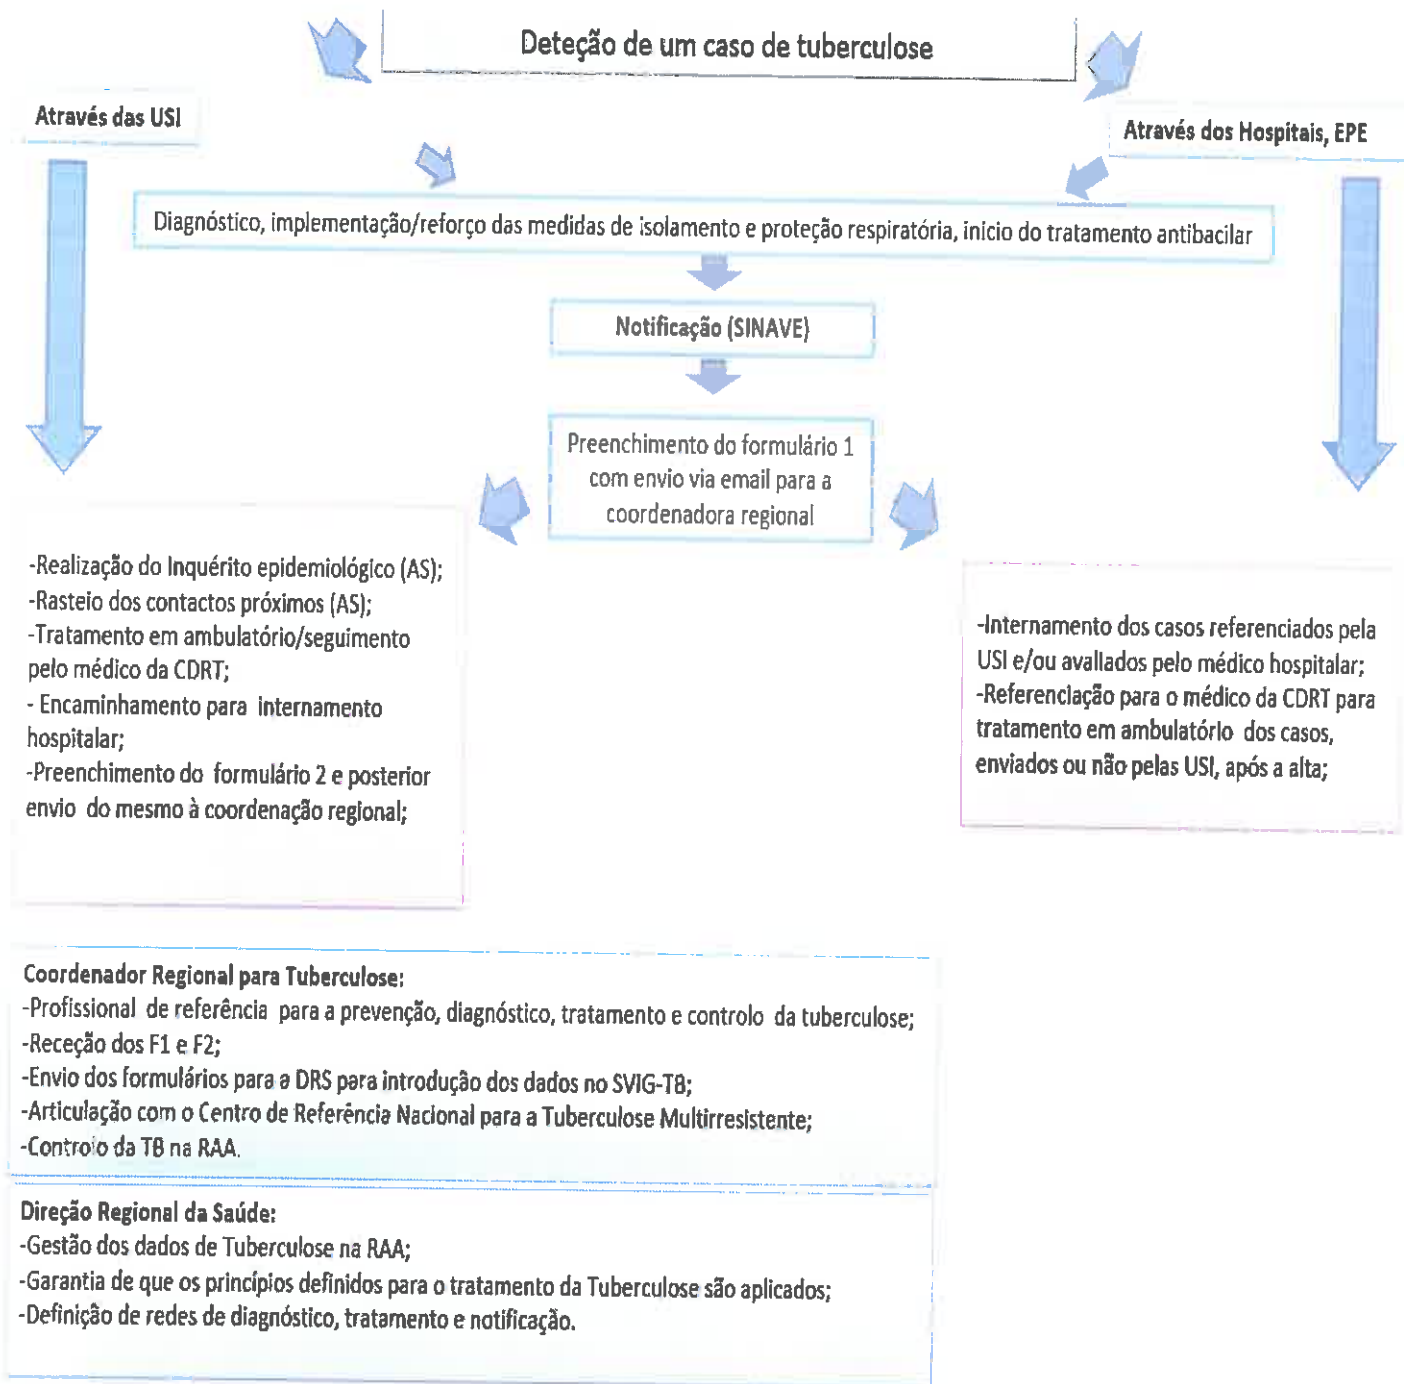 Deteção de um caso de tuberculose
Através das USI
Através dos Hospitais, EPE
Diagnóstico, implementação/reforço das medidas de isolamento e proteção respiratória, inicio do tratamento antibacilar
Notificação (SINAVE)
Preenchimento do formulário 1
com envio via email para a
coordenadora regional
-Realização do Inquérito epidemiológico (AS);
-Rasteio dos contactos próximos (AS);
-Tratamento em ambulatório/seguimento
pelo médico da CDRT;
- Encaminhamento para internamento
hospitalar;
-Preenchimento do formulário 2 e posterior
envio do mesmo à coordenação regional;
-Internamento dos casos referenciados pela
USI e/ou avaliados pelo médico hospitalar;
-Referenciação para o médico da CDRT para
tratamento em ambulatório dos casos,
enviados ou não pelas USI, após a alta;
Coordenador Regional para Tuberculose:
-Profissional de referência para a prevenção, diagnóstico, tratamento e controlo da tuberculose;
-Receção dos F1 e F2;
-Envio dos formulários para a DRS para introdução dos dados no SVIG-TB;
-Articulação com o Centro de Referência Nacional para a Tuberculose Multirresistente;
-Controlo da TB na RAA.
Direção Regional da Saúde:
-Gestão dos dados de Tuberculose na RAA;
-Garantia de que os princípios definidos para o tratamento da Tuberculose são aplicados;
-Definição de redes de diagnóstico, tratamento e notificação.